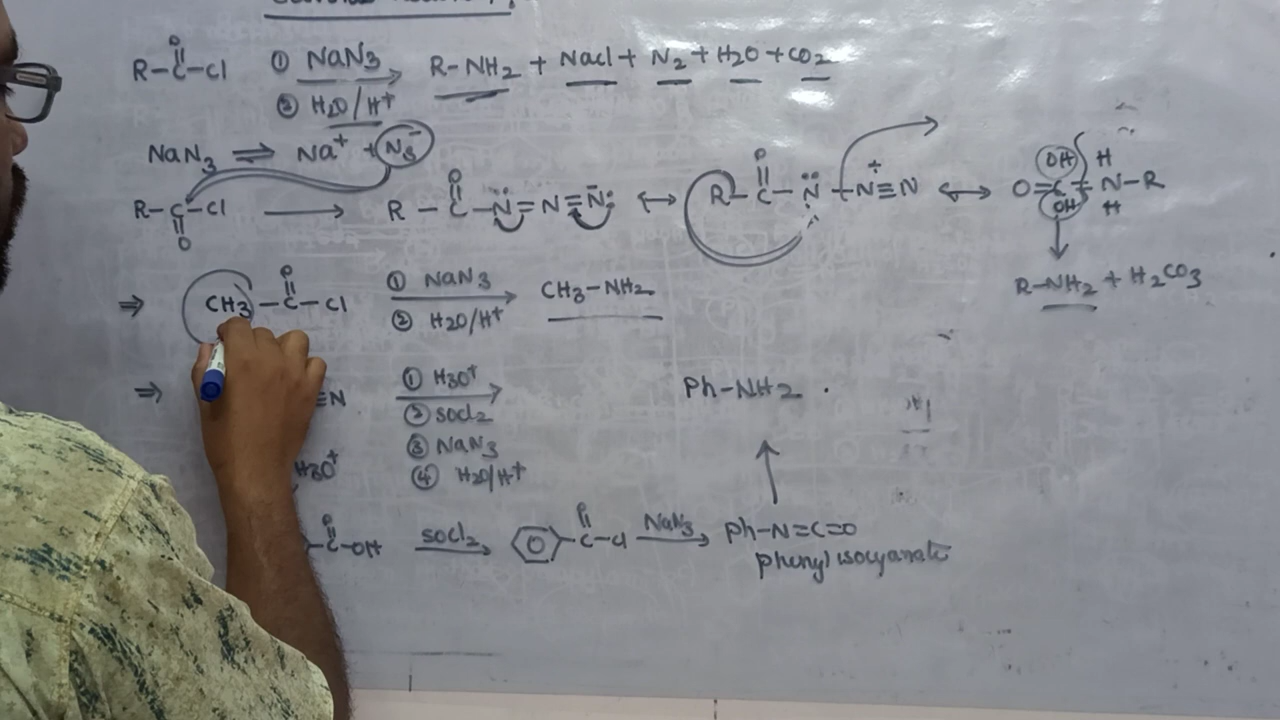 O
R-C-Cl ① NaN3 R-NH2 + Nacl + N2 + H2O + CO2
② H2O/H+
NaN3 ⇌ Na+ + N3-
R-C-Cl → R-C-N̈=N=N̈: ↔ R-C-N̈-N≡N ↔ O=C-N-R
O O O + OH H OH H
R-NH2 + H2CO3
⇒ CH3-C-Cl ① NaN3 CH3-NH2
O ② H2O/H+
⇒ ≡N ① H3O+ Ph-NH2 .
② SOCl2
③ NaN3
④ H2O/H+
H3O+
O
C-OH SOCl2 C-Cl NaN3 Ph-N=C=O
phenyl isocyanate